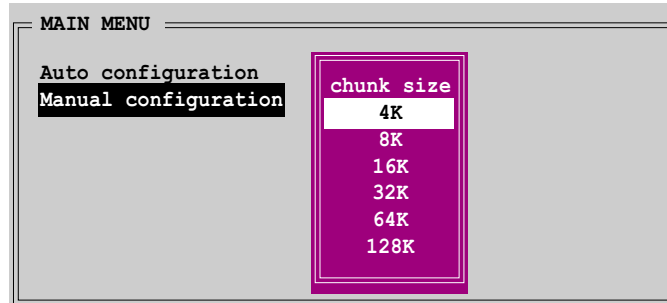 MAIN MENU
Auto configuration
Manual configuration
chunk size
4K
8K
16K
32K
64K
128K